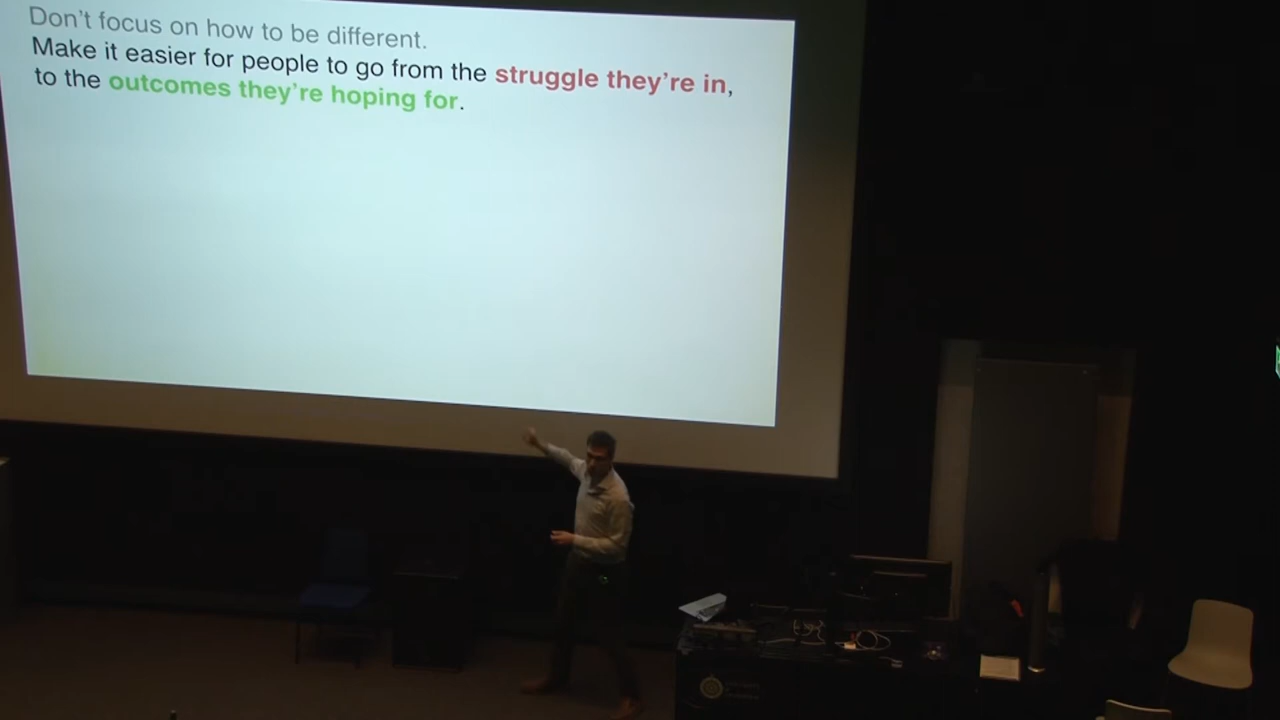 Don't focus on how to be different.
Make it easier for people to go from the struggle they're in,
to the outcomes they're hoping for.